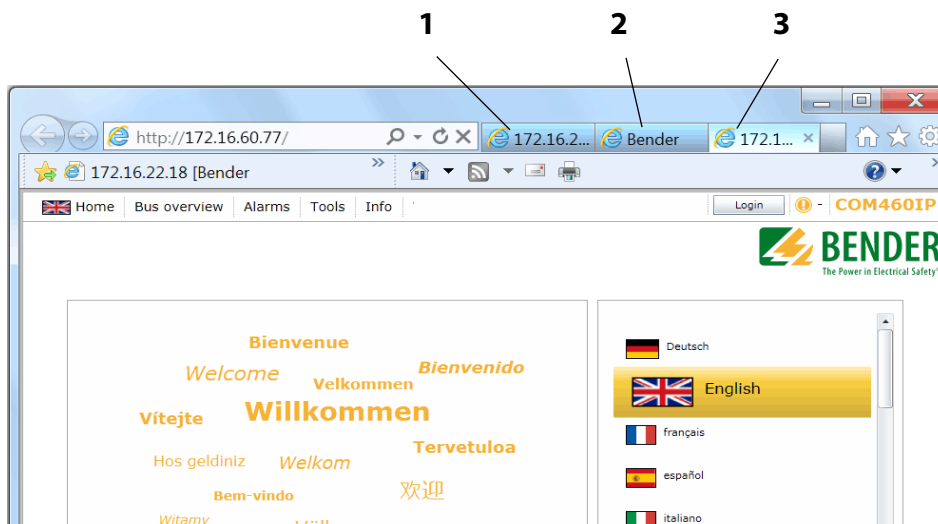 1 2 3
http://172.16.60.77/ 172.16.2... Bender 172.1...
172.16.22.18 [Bender
Home Bus overview Alarms Tools Info Login - COM460IP
BENDER
The Power in Electrical Safety
Bienvenue
Welcome Velkommen Bienvenido
Vítejte Willkommen
Tervetuloa
Hos geldiniz Welkom
欢迎
Bem-vindo
Witamy
Deutsch
English
français
español
italiano